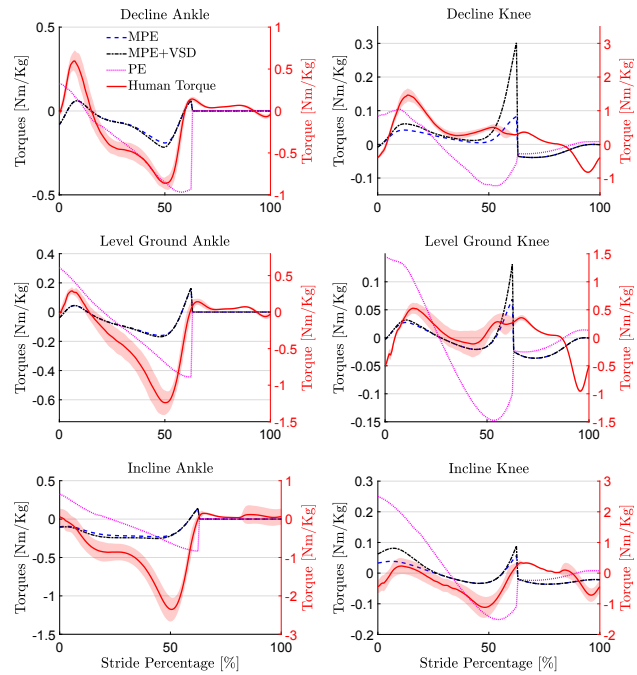 Decline Ankle
0.5
0
-0.5
Torques [Nm/Kg]
MPE
MPE+VSD
PE
Human Torque
1
0.5
0
-0.5
-1
Torque [Nm/Kg]
0 50 100
Decline Knee
0.3
0.2
0.1
0
-0.1
Torques [Nm/Kg]
3
2
1
0
-1
Torque [Nm/Kg]
0 50 100
Level Ground Ankle
0.4
0.2
0
-0.2
-0.4
-0.6
Torques [Nm/Kg]
0.5
0
-0.5
-1
-1.5
Torque [Nm/Kg]
0 50 100
Level Ground Knee
0.1
0.05
0
-0.05
-0.1
-0.15
Torques [Nm/Kg]
1.5
1
0.5
0
-0.5
-1
-1.5
Torque [Nm/Kg]
0 50 100
Incline Ankle
0.5
0
-0.5
-1
-1.5
Torques [Nm/Kg]
1
0
-1
-2
-3
Torque [Nm/Kg]
0 50 100
Stride Percentage [%]
Incline Knee
0.3
0.2
0.1
0
-0.1
-0.2
Torques [Nm/Kg]
3
2
1
0
-1
-2
Torque [Nm/Kg]
0 50 100
Stride Percentage [%]